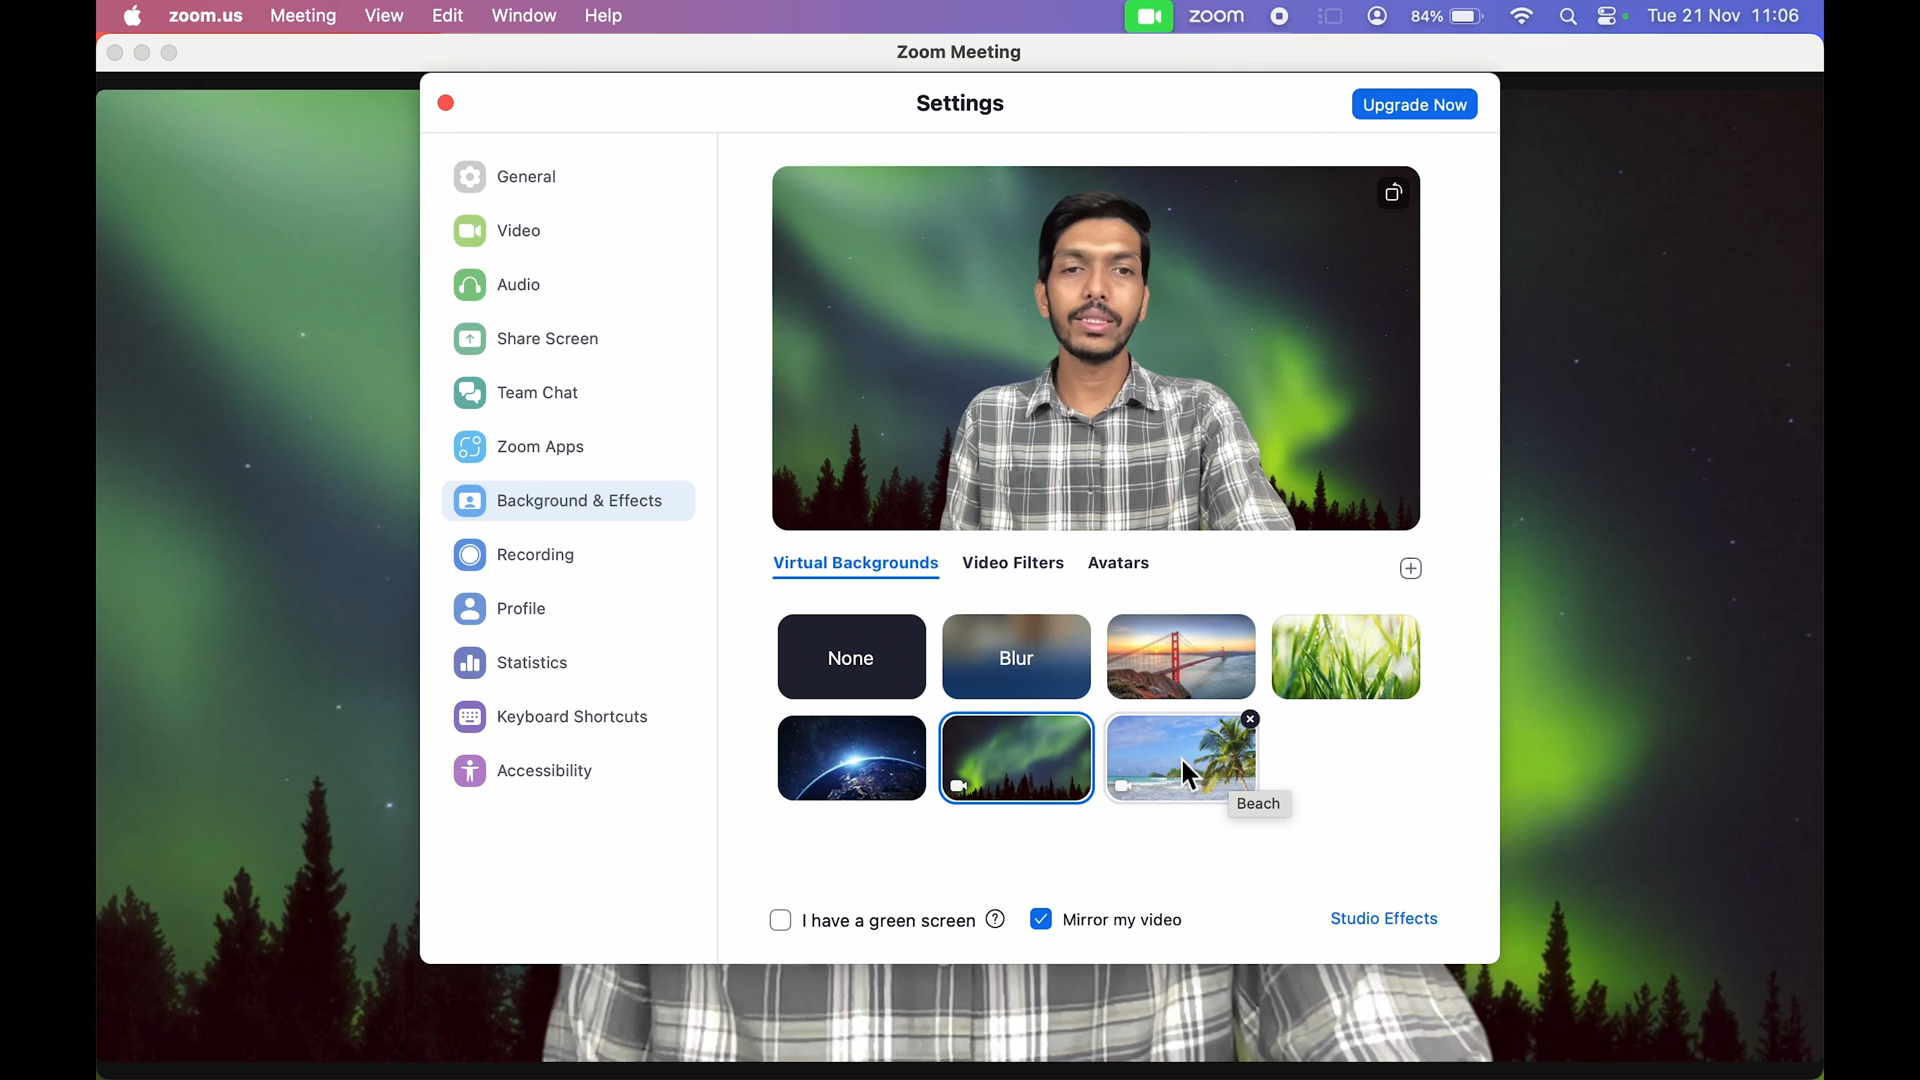 zoom.us Meeting View Edit Window Help zoom 84% Tue 21 Nov 11:06
Zoom Meeting
Settings
Upgrade Now
General
Video
Audio
Share Screen
Team Chat
Zoom Apps
Background & Effects
Recording
Profile
Statistics
Keyboard Shortcuts
Accessibility
Virtual Backgrounds Video Filters Avatars
None
Blur
Beach
I have a green screen
Mirror my video
Studio Effects